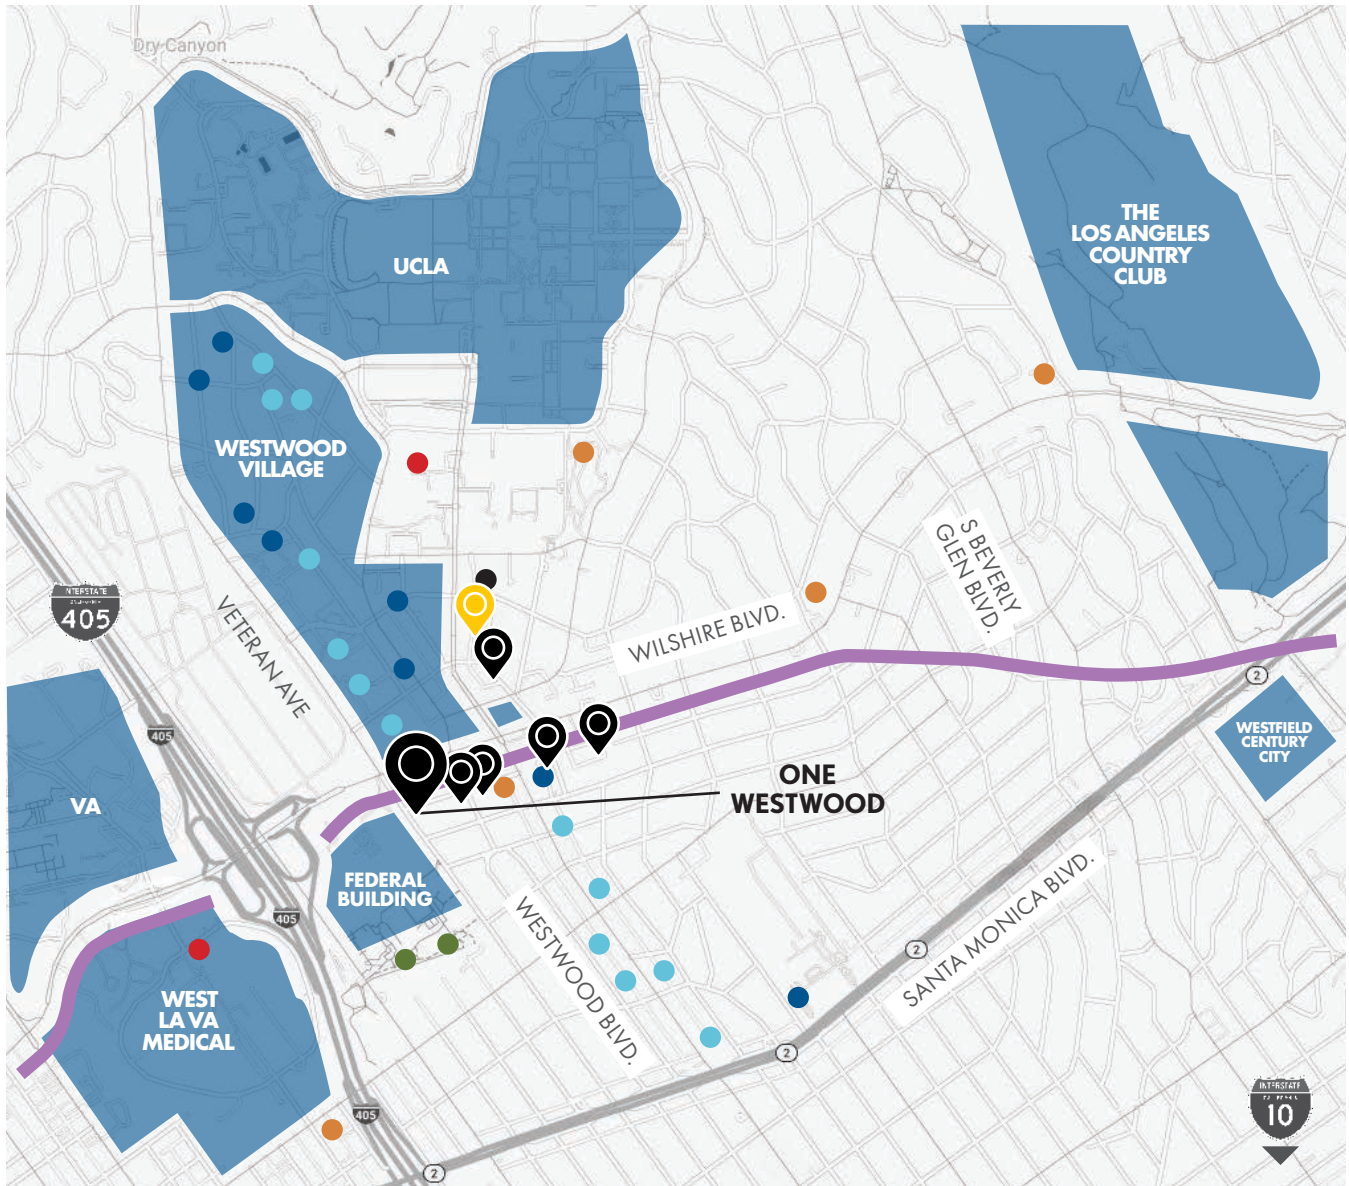 Dry Canyon
UCLA
THE
LOS ANGELES
COUNTRY
CLUB
WESTWOOD
VILLAGE
S BEVERLY
GLEN BLVD.
INTERSTATE
405
VETERAN AVE
WILSHIRE BLVD.
2
WESTFIELD
CENTURY
CITY
405
ONE
WESTWOOD
VA
FEDERAL
BUILDING
405
WESTWOOD BLVD.
SANTA MONICA BLVD.
2
WEST
LA VA
MEDICAL
2
INTERSTATE
10
405
2